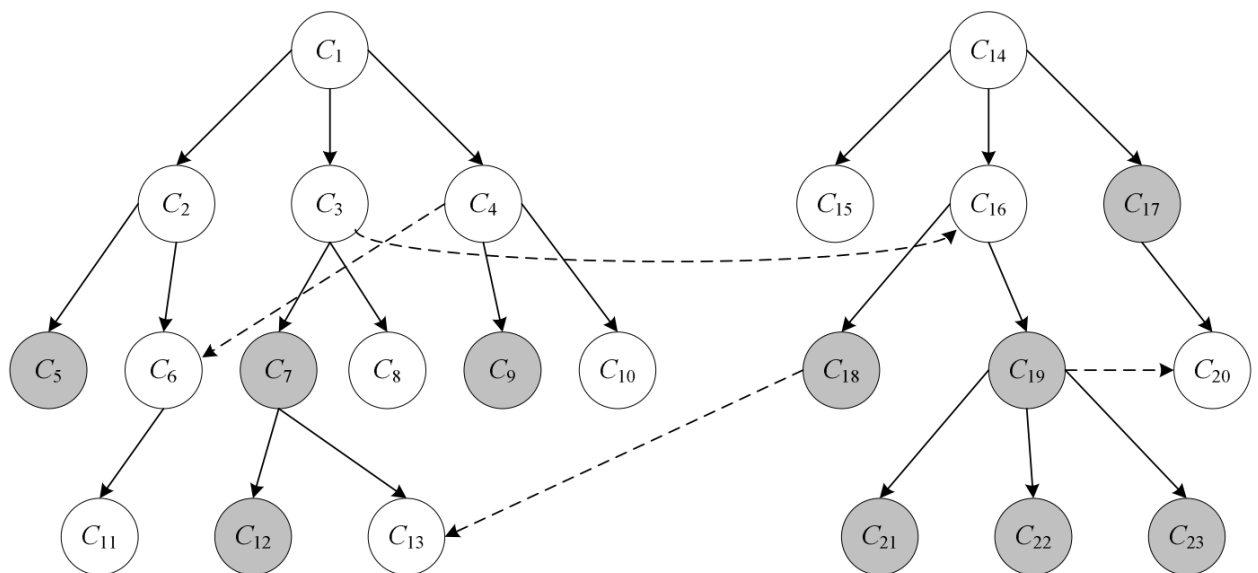 C₁ C₁₄
C₂ C₃ C₄ C₁₅ C₁₆ C₁₇
C₅ C₆ C₇ C₈ C₉ C₁₀ C₁₈ C₁₉ C₂₀
C₁₁ C₁₂ C₁₃ C₂₁ C₂₂ C₂₃